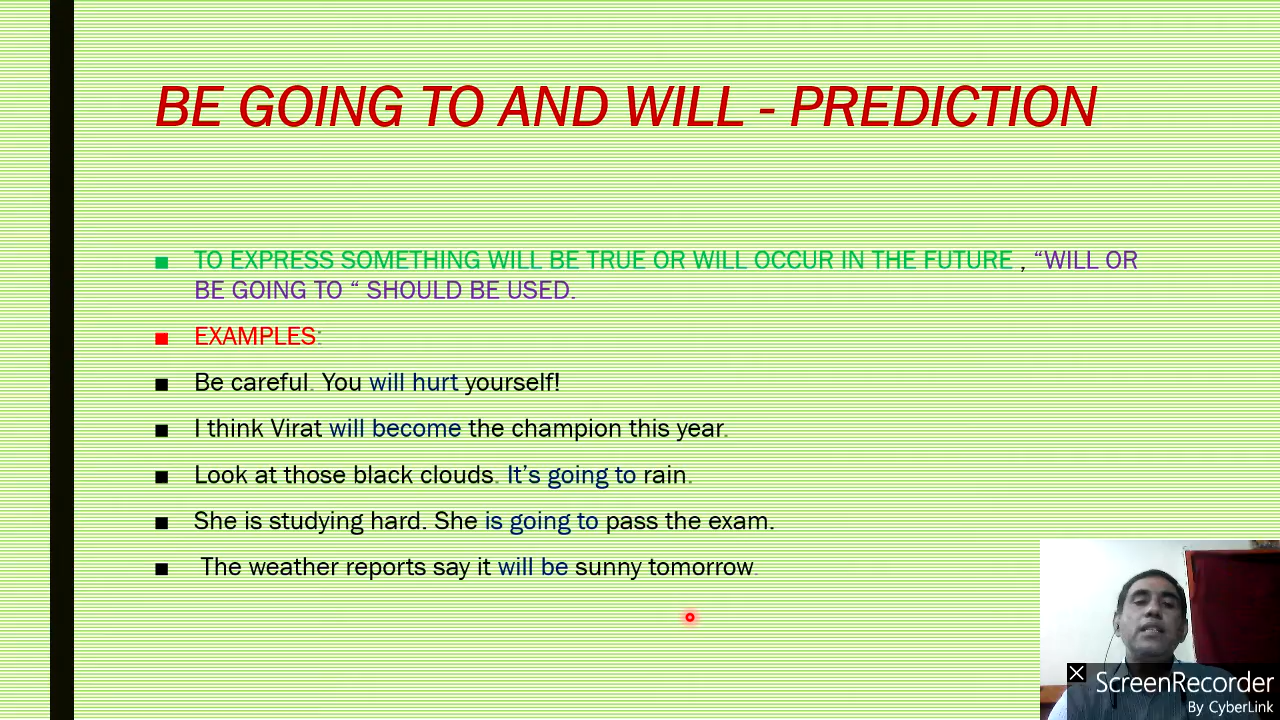 BE GOING TO AND WILL - PREDICTION
TO EXPRESS SOMETHING WILL BE TRUE OR WILL OCCUR IN THE FUTURE , “WILL OR
BE GOING TO “ SHOULD BE USED.
EXAMPLES:
Be careful. You will hurt yourself!
I think Virat will become the champion this year.
Look at those black clouds. It’s going to rain.
She is studying hard. She is going to pass the exam.
The weather reports say it will be sunny tomorrow.
ScreenRecorder
By CyberLink